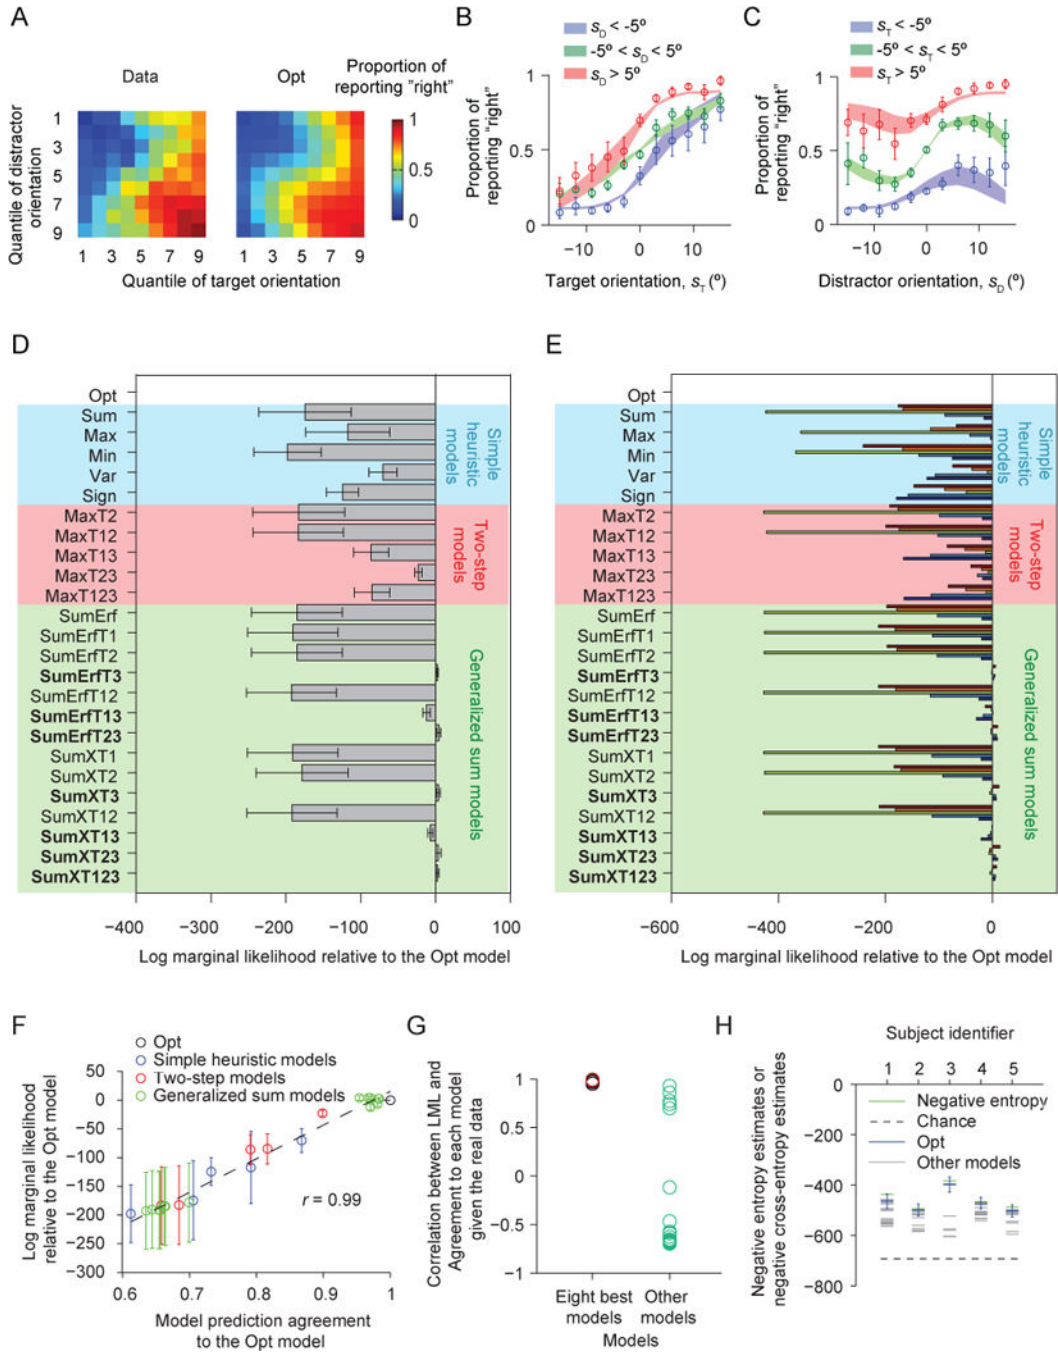 A
Data
Opt
Proportion of
reporting "right"
Quantile of distractor
orientation
1
3
5
7
9
1 3 5 7 9
1 3 5 7 9
1
0.5
0
Quantile of target orientation
B
s_D < -5º
-5º < s_D < 5º
s_D > 5º
Proportion of
reporting "right"
1
0.5
0
−10 0 10
Target orientation, s_T (º)
C
s_T < -5º
-5º < s_T < 5º
s_T > 5º
Proportion of
reporting "right"
1
0.5
0
−10 0 10
Distractor orientation, s_D (º)
D
Opt
Sum
Max
Min
Var
Sign
MaxT2
MaxT12
MaxT13
MaxT23
MaxT123
SumErf
SumErfT1
SumErfT2
SumErfT3
SumErfT12
SumErfT13
SumErfT23
SumXT1
SumXT2
SumXT3
SumXT12
SumXT13
SumXT23
SumXT123
Simple
heuristic
models
Two-step
models
Generalized sum models
−400 −300 −200 −100 0 100
Log marginal likelihood relative to the Opt model
E
Opt
Sum
Max
Min
Var
Sign
MaxT2
MaxT12
MaxT13
MaxT23
MaxT123
SumErf
SumErfT1
SumErfT2
SumErfT3
SumErfT12
SumErfT13
SumErfT23
SumXT1
SumXT2
SumXT3
SumXT12
SumXT13
SumXT23
SumXT123
Simple
heuristic
models
Two-step
models
Generalized sum models
−600 −400 −200 0
Log marginal likelihood relative to the Opt model
F
Opt
Simple heuristic models
Two-step models
Generalized sum models
Log marginal likelihood
relative to the Opt model
50
0
−50
−100
−150
−200
−250
−300
r = 0.99
0.6 0.7 0.8 0.9 1
Model prediction agreement
to the Opt model
G
Correlation between LML and
Agreement to each model
given the real data
1
0.5
0
−0.5
−1
Eight best
models
Other
models
Models
H
Subject identifier
1 2 3 4 5
Negative entropy estimates or
negative cross-entropy estimates
0
−200
−400
−600
−800
Negative entropy
Chance
Opt
Other models